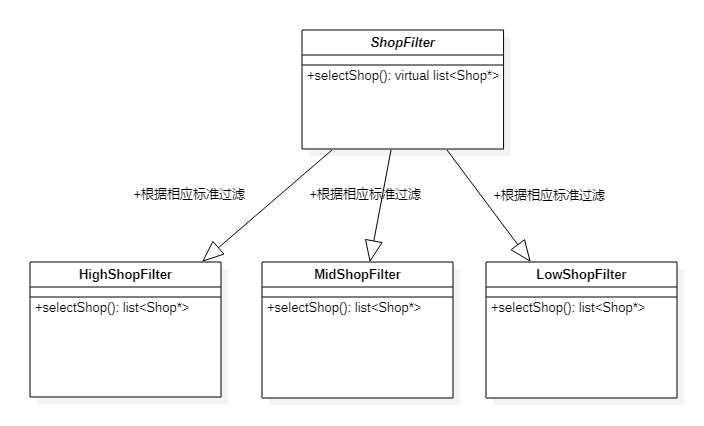 ShopFilter
+selectShop(): virtual list<Shop*>
+根据相应标准过滤
+根据相应标准过滤
+根据相应标准过滤
HighShopFilter
MidShopFilter
LowShopFilter
+selectShop(): list<Shop*>
+selectShop(): list<Shop*>
+selectShop(): list<Shop*>